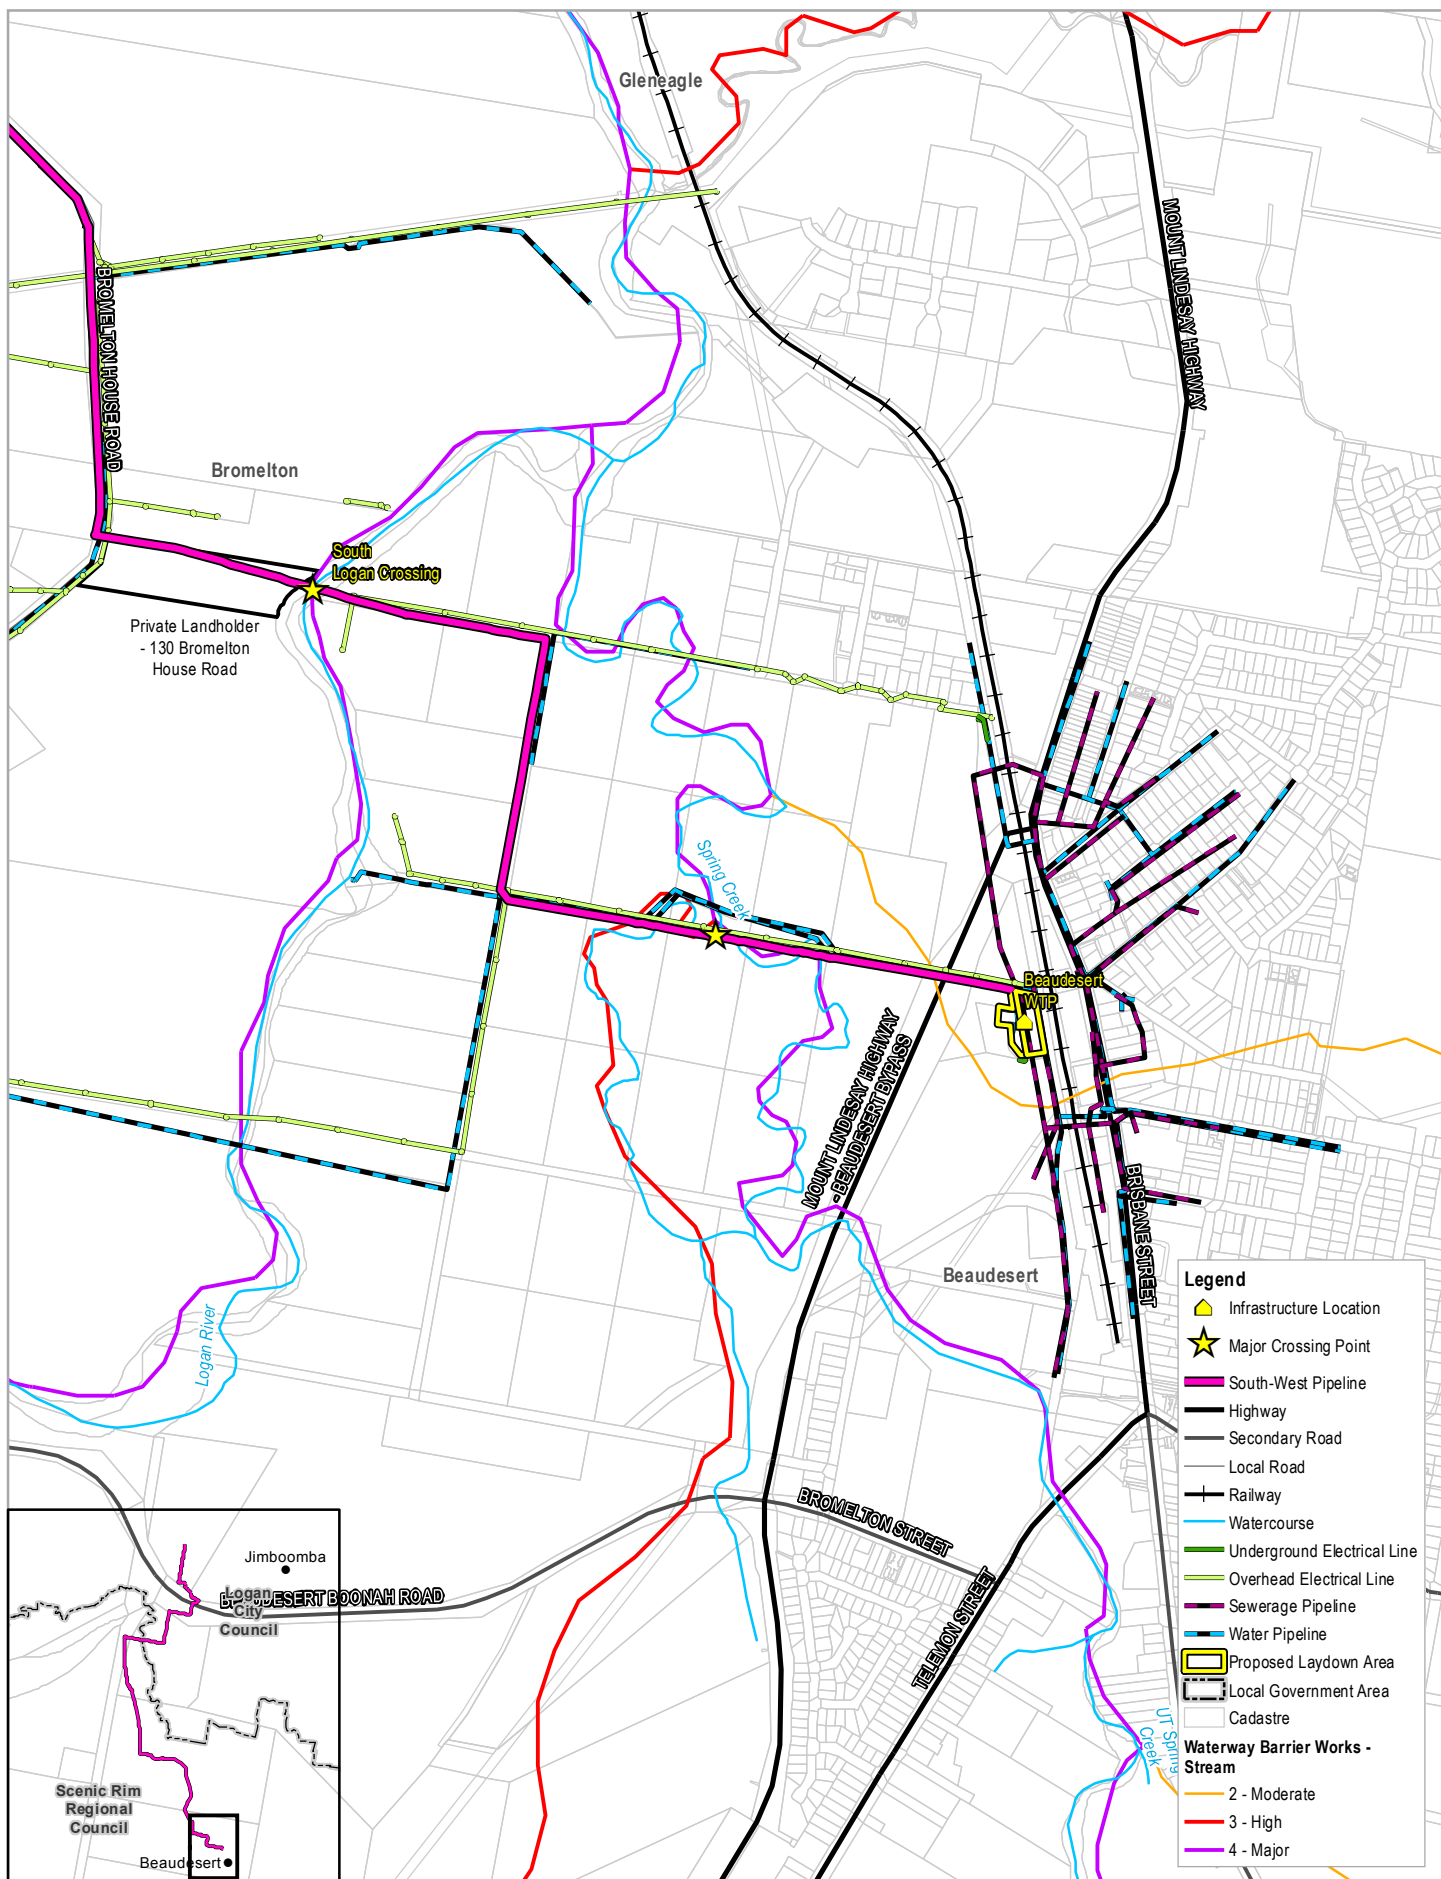 Gleneagle
MOUNT LINDESAY HIGHWAY
BROMELTON HOUSE ROAD
Bromelton
South
Logan Crossing
Private Landholder
- 130 Bromelton
House Road
Spring Creek
Beaudesert
WTP
MOUNT LINDESAY HIGHWAY
- BEAUDESERT BYPASS
BRISBANE STREET
Beaudesert
Logan River
BROMELTON STREET
TELEMON STREET
BEAUDESERT BOONAH ROAD
UT Spring
Creek
Jimboomba
Logan
City
Council
Scenic Rim
Regional
Council
Beaudesert
Legend
Infrastructure Location
Major Crossing Point
South-West Pipeline
Highway
Secondary Road
Local Road
Railway
Watercourse
Underground Electrical Line
Overhead Electrical Line
Sewerage Pipeline
Water Pipeline
Proposed Laydown Area
Local Government Area
Cadastre
Waterway Barrier Works -
Stream
2 - Moderate
3 - High
4 - Major